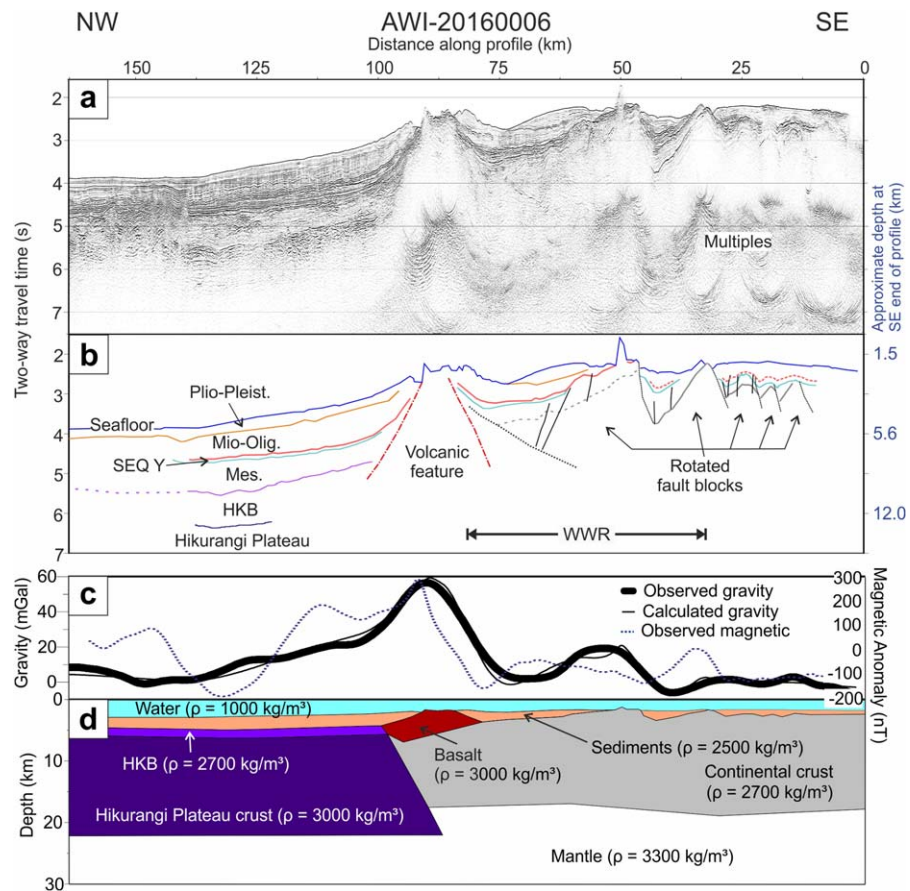 NW AWI-20160006 SE
Distance along profile (km)
150 125 100 75 50 25 0
a
2
3
4
5
6
7
Two-way travel time (s)
Multiples
Approximate depth at
SE end of profile (km)
b
2
3
4
5
6
7
1.5
5.6
12.0
Plio-Pleist.
Seafloor
Mio-Olig.
SEQ Y
Mes.
HKB
Hikurangi Plateau
Volcanic
feature
Rotated
fault blocks
WWR
c
60
40
20
0
Gravity (mGal)
Observed gravity
Calculated gravity
Observed magnetic
300
200
100
0
-100
-200
Magnetic Anomaly (nT)
d
0
10
20
30
Depth (km)
Water (ρ = 1000 kg/m³)
HKB (ρ = 2700 kg/m³)
Basalt
(ρ = 3000 kg/m³)
Sediments (ρ = 2500 kg/m³)
Continental crust
(ρ = 2700 kg/m³)
Hikurangi Plateau crust (ρ = 3000 kg/m³)
Mantle (ρ = 3300 kg/m³)